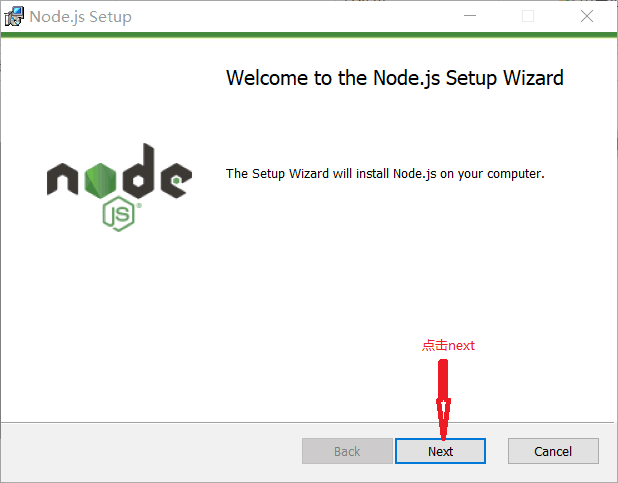 Node.js Setup
Welcome to the Node.js Setup Wizard
node
JS
The Setup Wizard will install Node.js on your computer.
点击next
Back
Next
Cancel